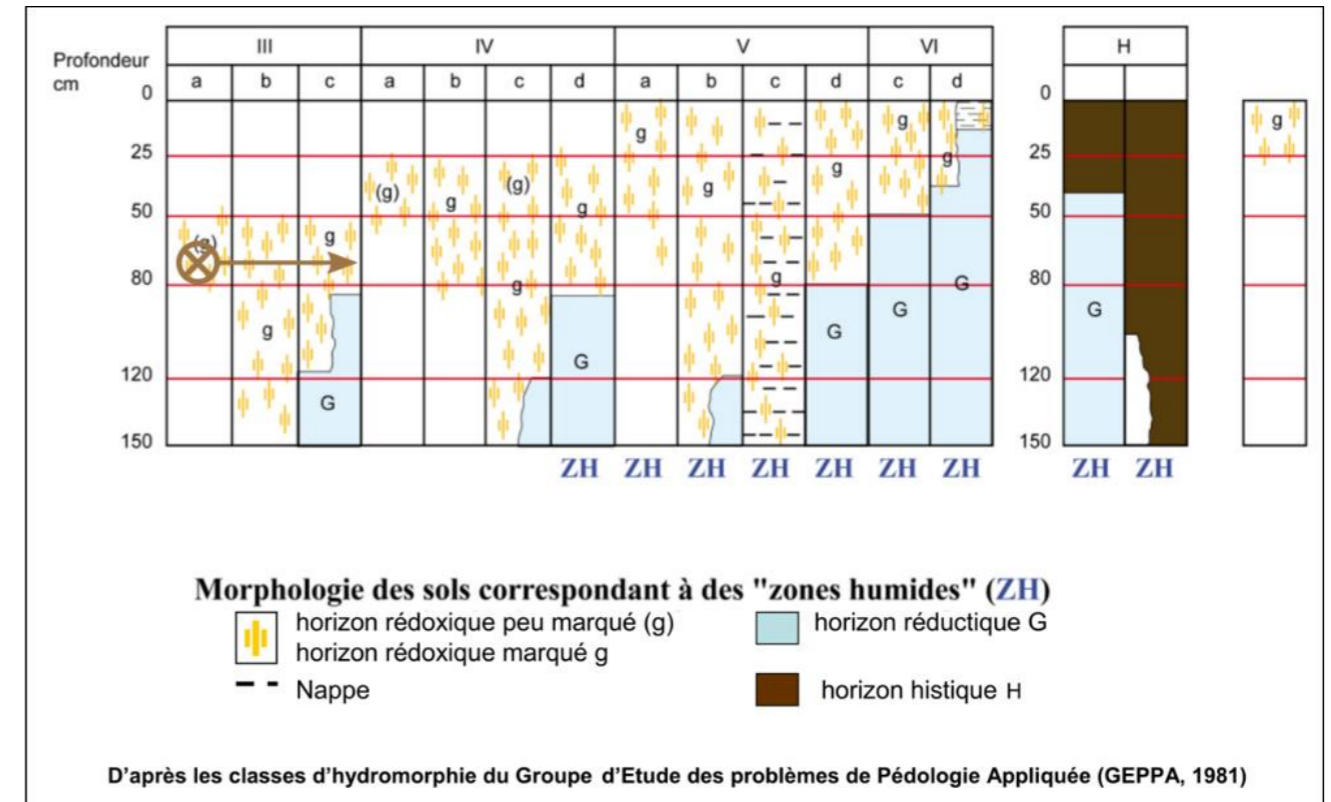 III IV V VI H
Profondeur
cm
a b c a b c d a b c d c d
0 0
25 25
50 50
80 80
120 120
150 150
(g) g g G (g) g (g) g g G g g g g G g G g G G g
ZH ZH ZH ZH ZH ZH ZH ZH ZH
Morphologie des sols correspondant à des "zones humides" (ZH)
horizon rédoxique peu marqué (g)
horizon rédoxique marqué g
Nappe
horizon réductique G
horizon histique H
D'après les classes d'hydromorphie du Groupe d'Etude des problèmes de Pédologie Appliquée (GEPPA, 1981)